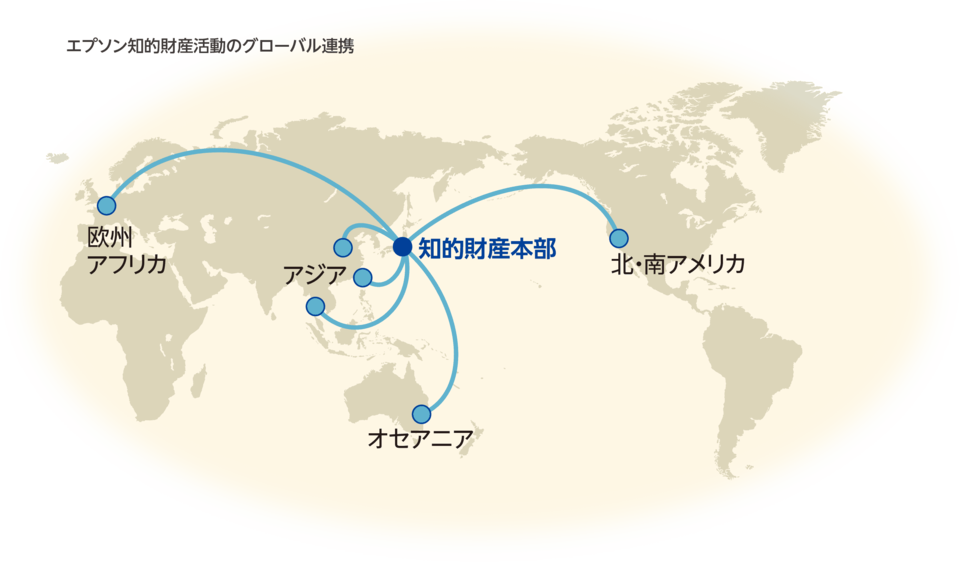 エプソン知的財産活動のグローバル連携
欧州
アフリカ
アジア
知的財産本部
北・南アメリカ
オセアニア